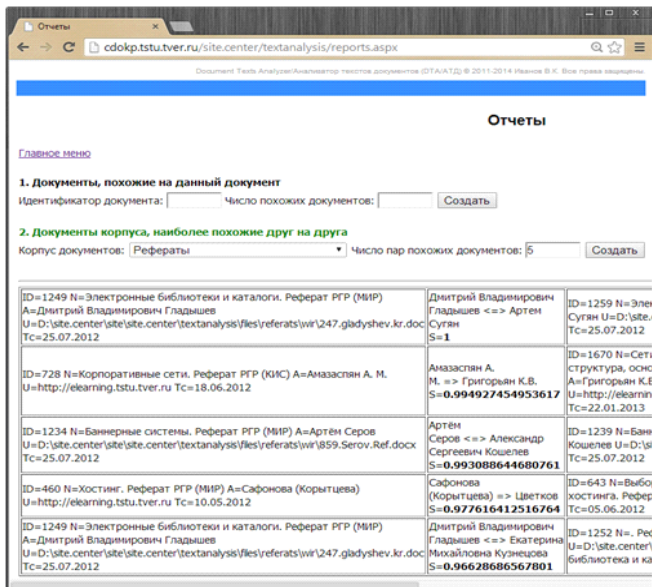 Отчеты
cdokp.tstu.tver.ru/site.center/textanalysis/reports.aspx
Document Texts Analyzer/Анализатор текстов документов (DTA/АТД) © 2011-2014 Иванов В.К. Все права защищены.
Отчеты
Главное меню
1. Документы, похожие на данный документ
Идентификатор документа: Число похожих документов: Создать
2. Документы корпуса, наиболее похожие друг на друга
Корпус документов: Рефераты Число пар похожих документов: 5 Создать
ID=1249 N=Электронные библиотеки и каталоги. Реферат РГР (МИР)
A=Дмитрий Владимирович Гладышев
U=D:\site.center\site\site.center\textanalysis\files\referats\wir\247.gladyshev.kr.doc
Tc=25.07.2012
Дмитрий Владимирович
Гладышев <=> Артем
Сугян
S=1
ID=1259 N=Элек
Сугян U=D:\site.
Tc=25.07.2012
ID=728 N=Корпоративные сети. Реферат РГР (КИС) A=Амазаспян А. М.
U=http://elearning.tstu.tver.ru Tc=18.06.2012
Амазаспян А.
М. => Григорьян К.В.
S=0.994927454953617
ID=1670 N=Сети
структура, осно
A=Григорьян К.В
U=http://elearnin
Tc=22.01.2013
ID=1234 N=Баннерные системы. Реферат РГР (МИР) A=Артём Серов
U=D:\site.center\site\site.center\textanalysis\files\referats\wir\859.Serov.Ref.docx
Tc=25.07.2012
Артём
Серов <=> Александр
Сергеевич Кошелев
S=0.993088644680761
ID=1239 N=Банн
Кошелев U=D:\si
Tc=25.07.2012
ID=460 N=Хостинг. Реферат РГР (МИР) A=Сафонова (Корытцева)
U=http://elearning.tstu.tver.ru Tc=10.05.2012
Сафонова
(Корытцева) => Цветков
S=0.977616412516764
ID=643 N=Выбо
хостинга. Рефер
Tc=05.06.2012
ID=1249 N=Электронные библиотеки и каталоги. Реферат РГР (МИР)
A=Дмитрий Владимирович Гладышев
U=D:\site.center\site\site.center\textanalysis\files\referats\wir\247.gladyshev.kr.doc
Tc=25.07.2012
Дмитрий Владимирович
Гладышев <=> Екатерина
Михайловна Кузнецова
S=0.96628686567801
ID=1252 N=. Реф
U=D:\site.center\
библиотека и ка